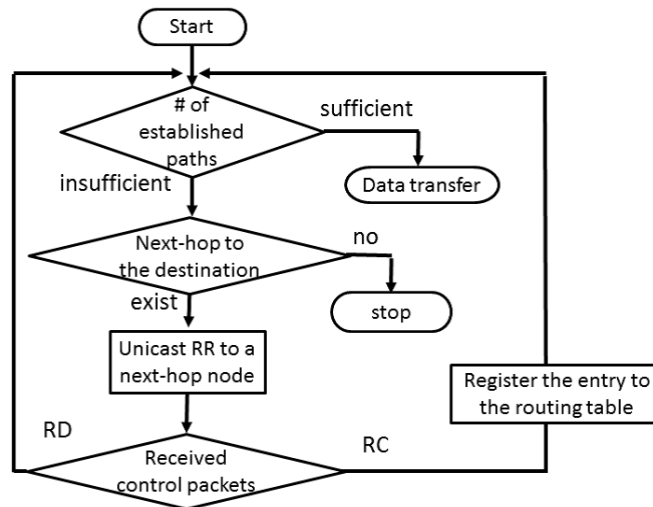 Start
# of
established
paths
sufficient
Data transfer
insufficient
Next-hop to
the destination
no
stop
exist
Unicast RR to a
next-hop node
Register the entry to
the routing table
RD
RC
Received
control packets